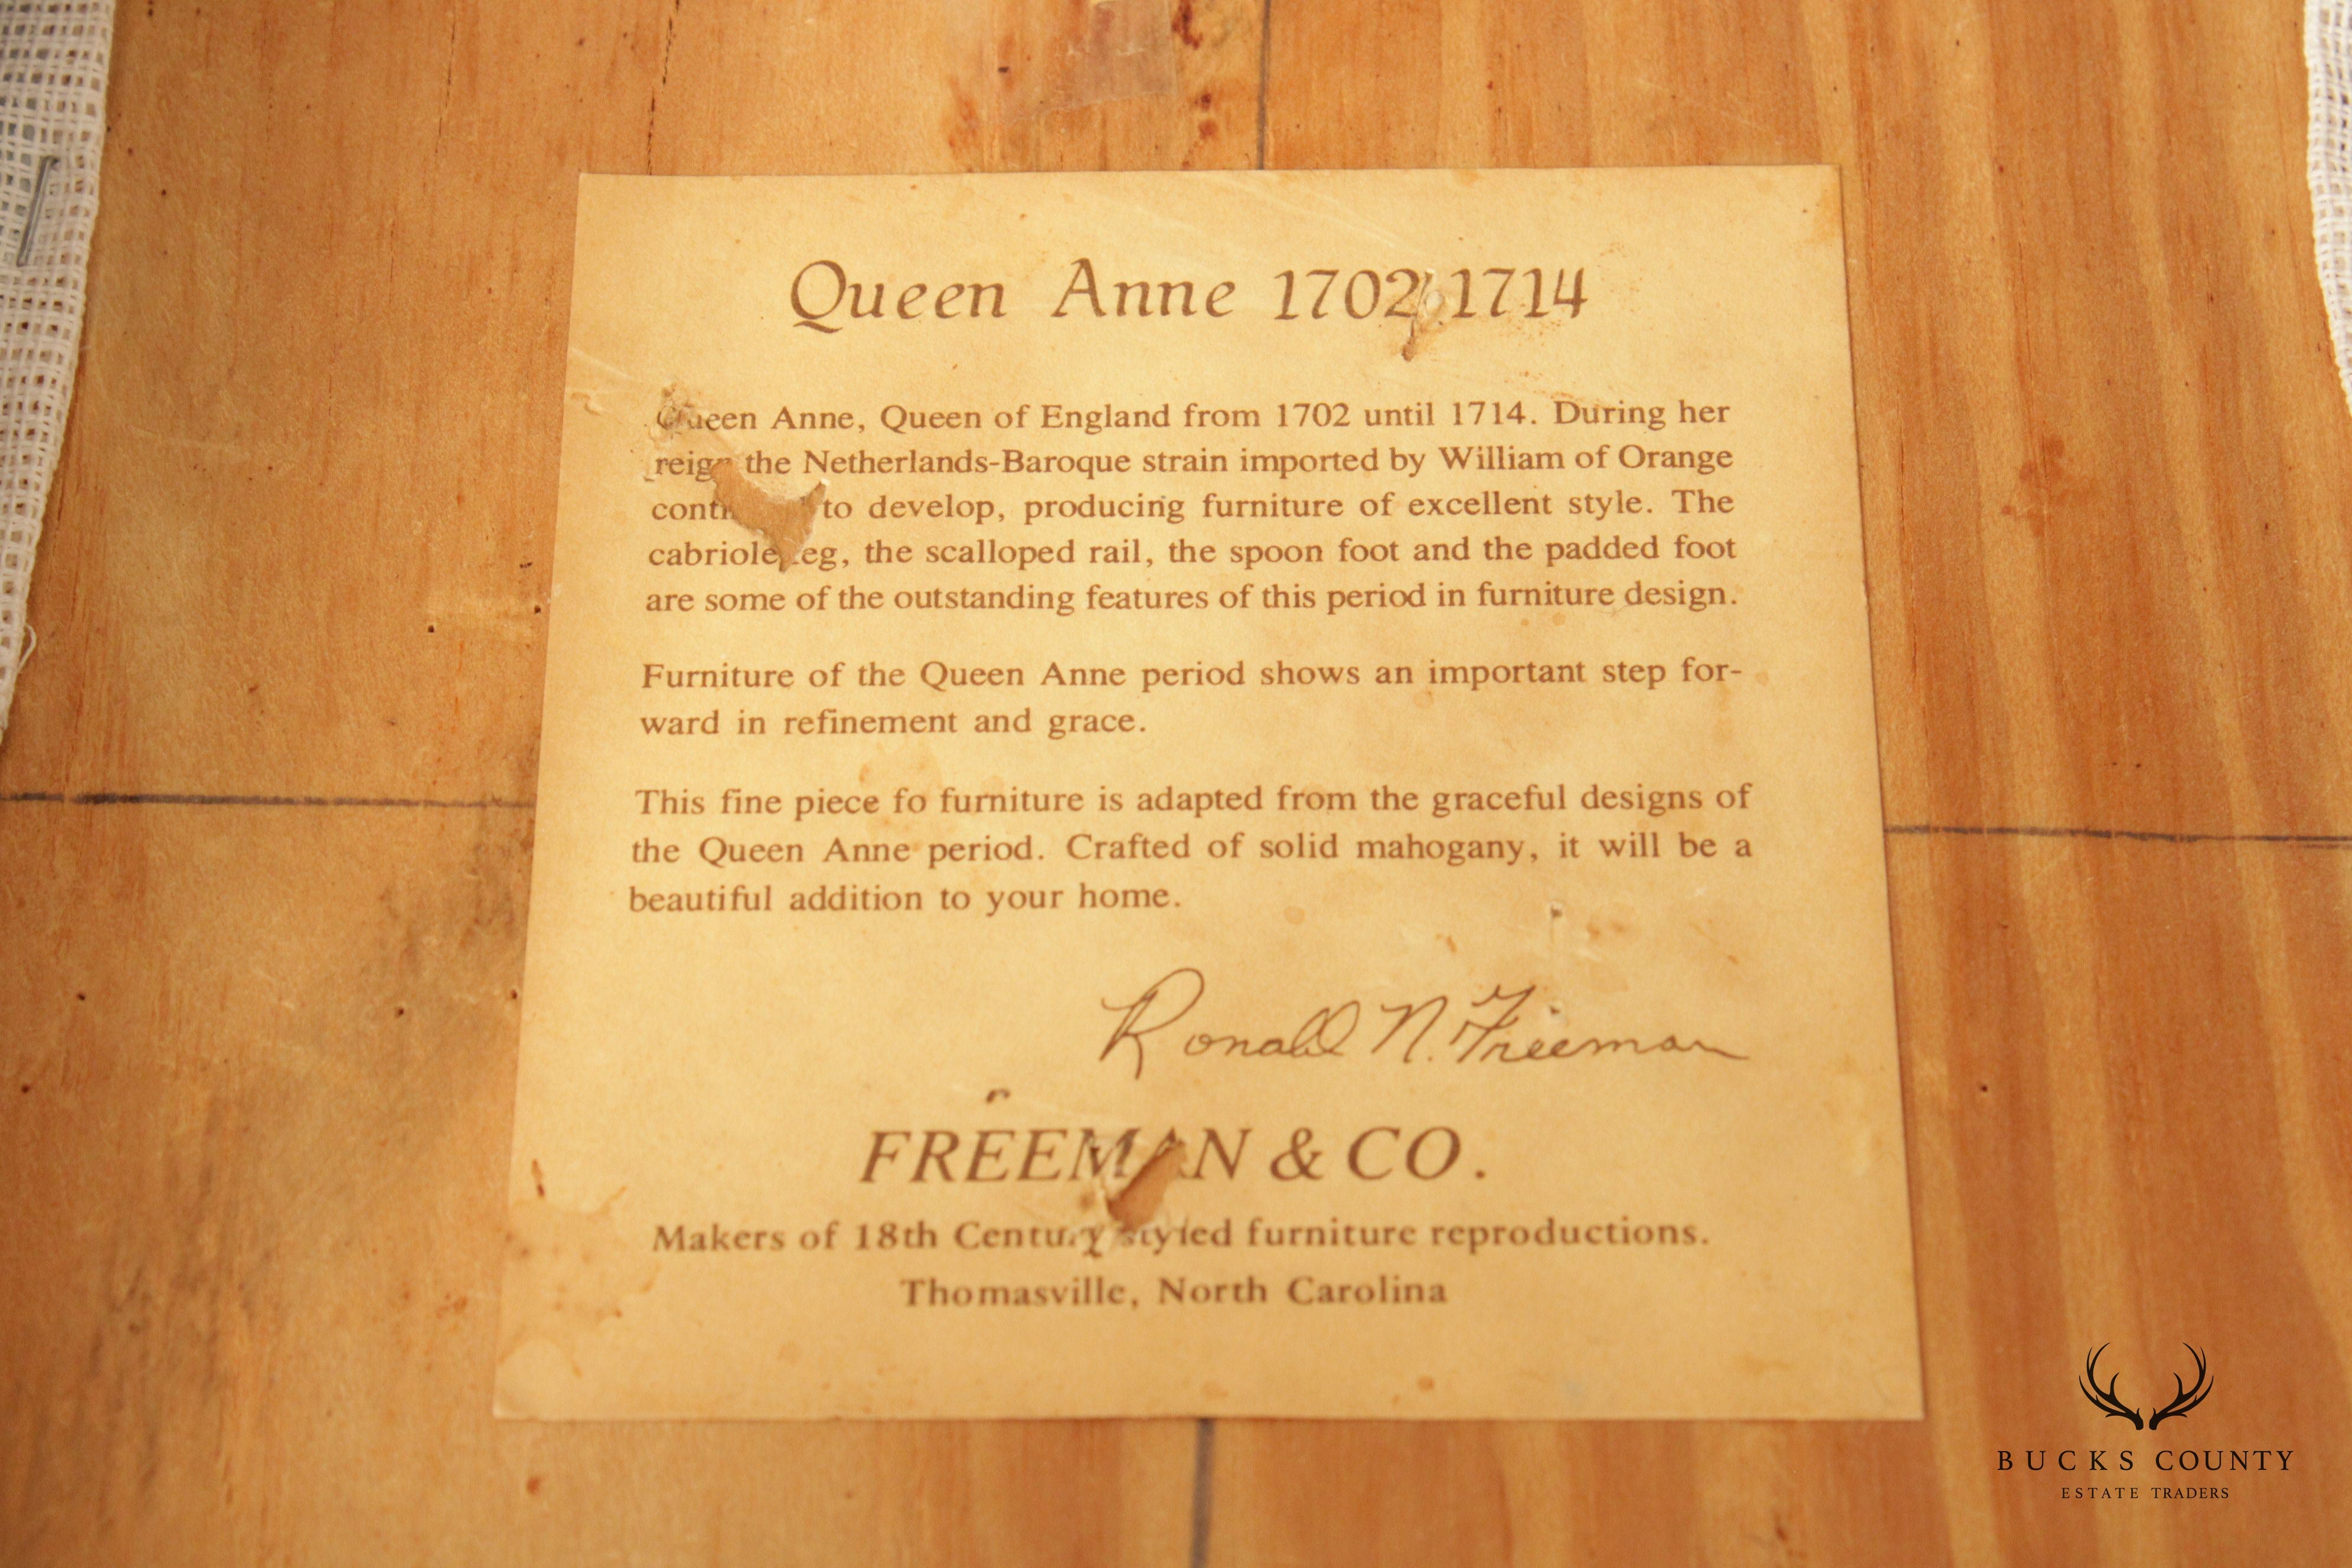 Queen Anne 1702 1714
Queen Anne, Queen of England from 1702 until 1714. During her
reign the Netherlands-Baroque strain imported by William of Orange
to develop, producing furniture of excellent style. The
cabriole leg, the scalloped rail, the spoon foot and the padded foot
are some of the outstanding features of this period in furniture design.
Furniture of the Queen Anne period shows an important step for-
ward in refinement and grace.
This fine piece fo furniture is adapted from the graceful designs of
the Queen Anne period. Crafted of solid mahogany, it will be a
beautiful addition to your home.
Ronald N. Freeman
FREEMAN & CO.
Makers of 18th Century styled furniture reproductions.
Thomasville, North Carolina
BUCKS COUNTY
ESTATE TRADERS